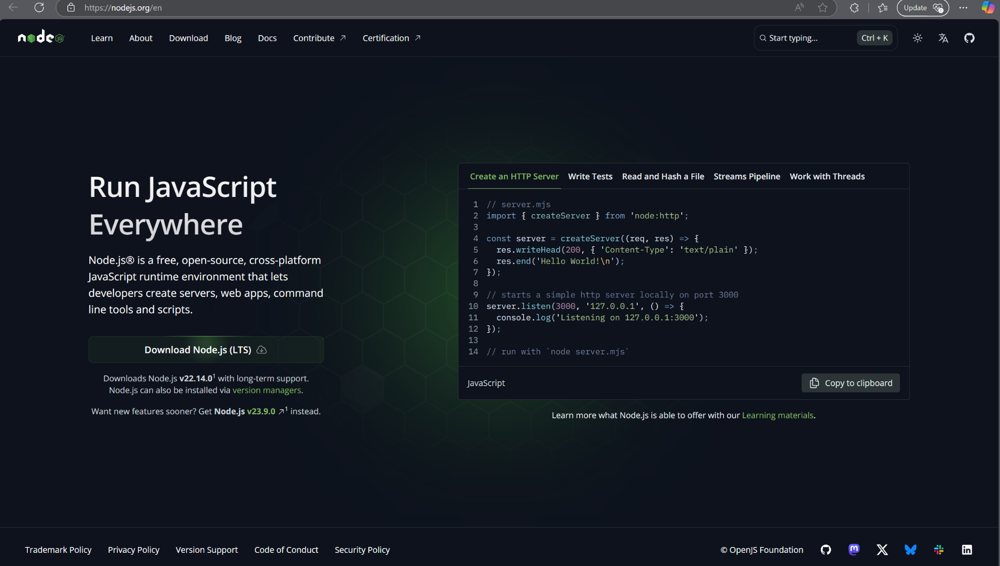 https://nodejs.org/en
Update
node JS
Learn About Download Blog Docs Contribute ↗ Certification ↗
Start typing... Ctrl + K
Run JavaScript
Everywhere
Node.js® is a free, open-source, cross-platform
JavaScript runtime environment that lets
developers create servers, web apps, command
line tools and scripts.
Download Node.js (LTS)
Downloads Node.js v22.14.0¹ with long-term support.
Node.js can also be installed via version managers.
Want new features sooner? Get Node.js v23.9.0 ↗¹ instead.
Create an HTTP Server Write Tests Read and Hash a File Streams Pipeline Work with Threads
1 // server.mjs
2 import { createServer } from 'node:http';
3
4 const server = createServer((req, res) => {
5   res.writeHead(200, { 'Content-Type': 'text/plain' });
6   res.end('Hello World!\n');
7 });
8
9 // starts a simple http server locally on port 3000
10 server.listen(3000, '127.0.0.1', () => {
11   console.log('Listening on 127.0.0.1:3000');
12 });
13
14 // run with `node server.mjs`
JavaScript
Copy to clipboard
Learn more what Node.js is able to offer with our Learning materials.
Trademark Policy Privacy Policy Version Support Code of Conduct Security Policy
© OpenJS Foundation